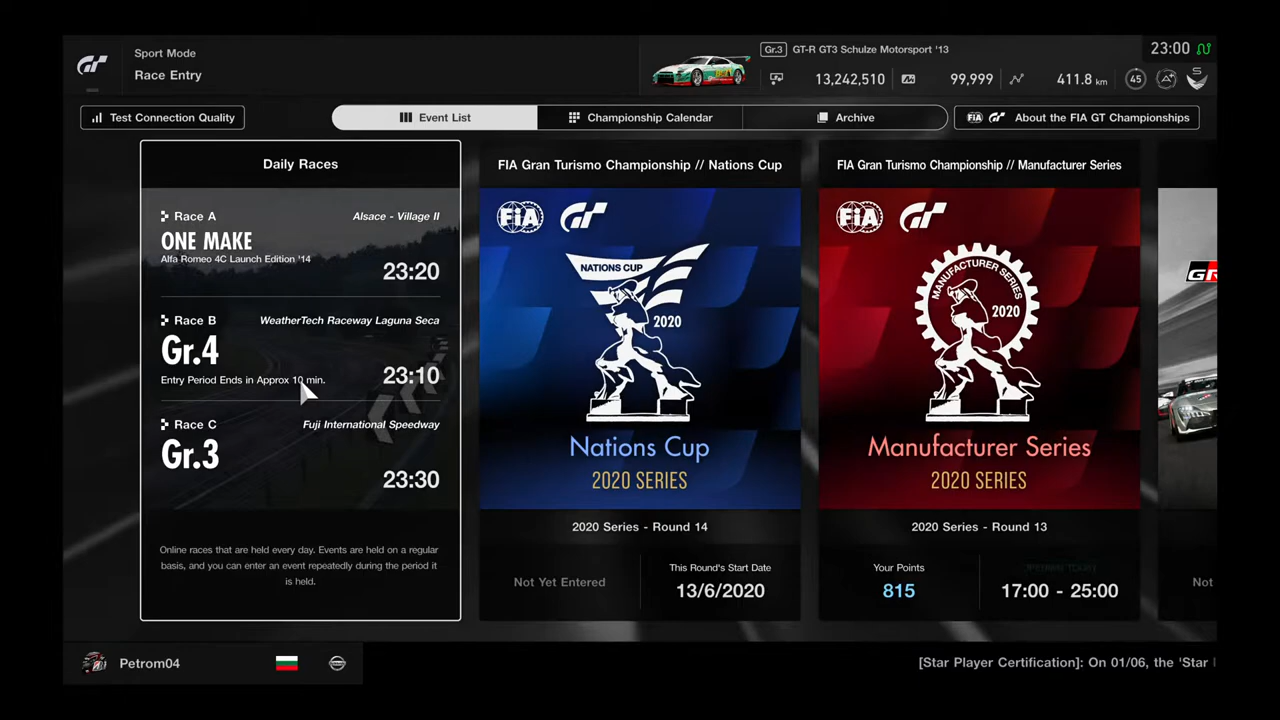 Sport Mode
Race Entry
Gr.3 GT-R GT3 Schulze Motorsport '13
23:00
13,242,510
99,999
411.8 km
45
S
Test Connection Quality
Event List
Championship Calendar
Archive
FIA GT About the FIA GT Championships
Daily Races
Race A Alsace - Village II
ONE MAKE
Alfa Romeo 4C Launch Edition '14
23:20
Race B WeatherTech Raceway Laguna Seca
Gr.4
Entry Period Ends in Approx 10 min.
23:10
Race C Fuji International Speedway
Gr.3
23:30
Online races that are held every day. Events are held on a regular
basis, and you can enter an event repeatedly during the period it
is held.
FIA Gran Turismo Championship // Nations Cup
FIA GT
NATIONS CUP
2020
Nations Cup
2020 SERIES
2020 Series - Round 14
Not Yet Entered
This Round's Start Date
13/6/2020
FIA Gran Turismo Championship // Manufacturer Series
FIA GT
MANUFACTURER SERIES
2020
Manufacturer Series
2020 SERIES
2020 Series - Round 13
Your Points
815
17:00 - 25:00
GR
Not
Petrom04
[Star Player Certification]: On 01/06, the 'Star